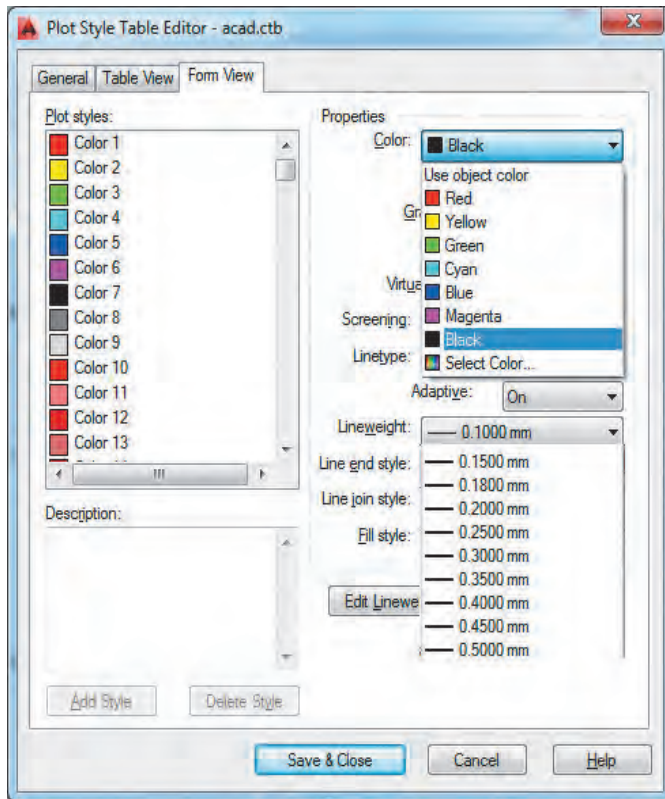 Plot Style Table Editor - acad.ctb
General
Table View
Form View
Plot styles:
Color 1
Color 2
Color 3
Color 4
Color 5
Color 6
Color 7
Color 8
Color 9
Color 10
Color 11
Color 12
Color 13
Description:
Add Style
Delete Style
Properties
Color:
Black
Use object color
Red
Yellow
Green
Cyan
Blue
Magenta
Black
Select Color...
Gr
Virtua
Screening:
Linetype:
Adaptive:
On
Lineweight:
0.1000 mm
0.1500 mm
0.1800 mm
0.2000 mm
0.2500 mm
0.3000 mm
0.3500 mm
0.4000 mm
0.4500 mm
0.5000 mm
Line end style:
Line join style:
Fill style:
Edit Linewe
Save & Close
Cancel
Help